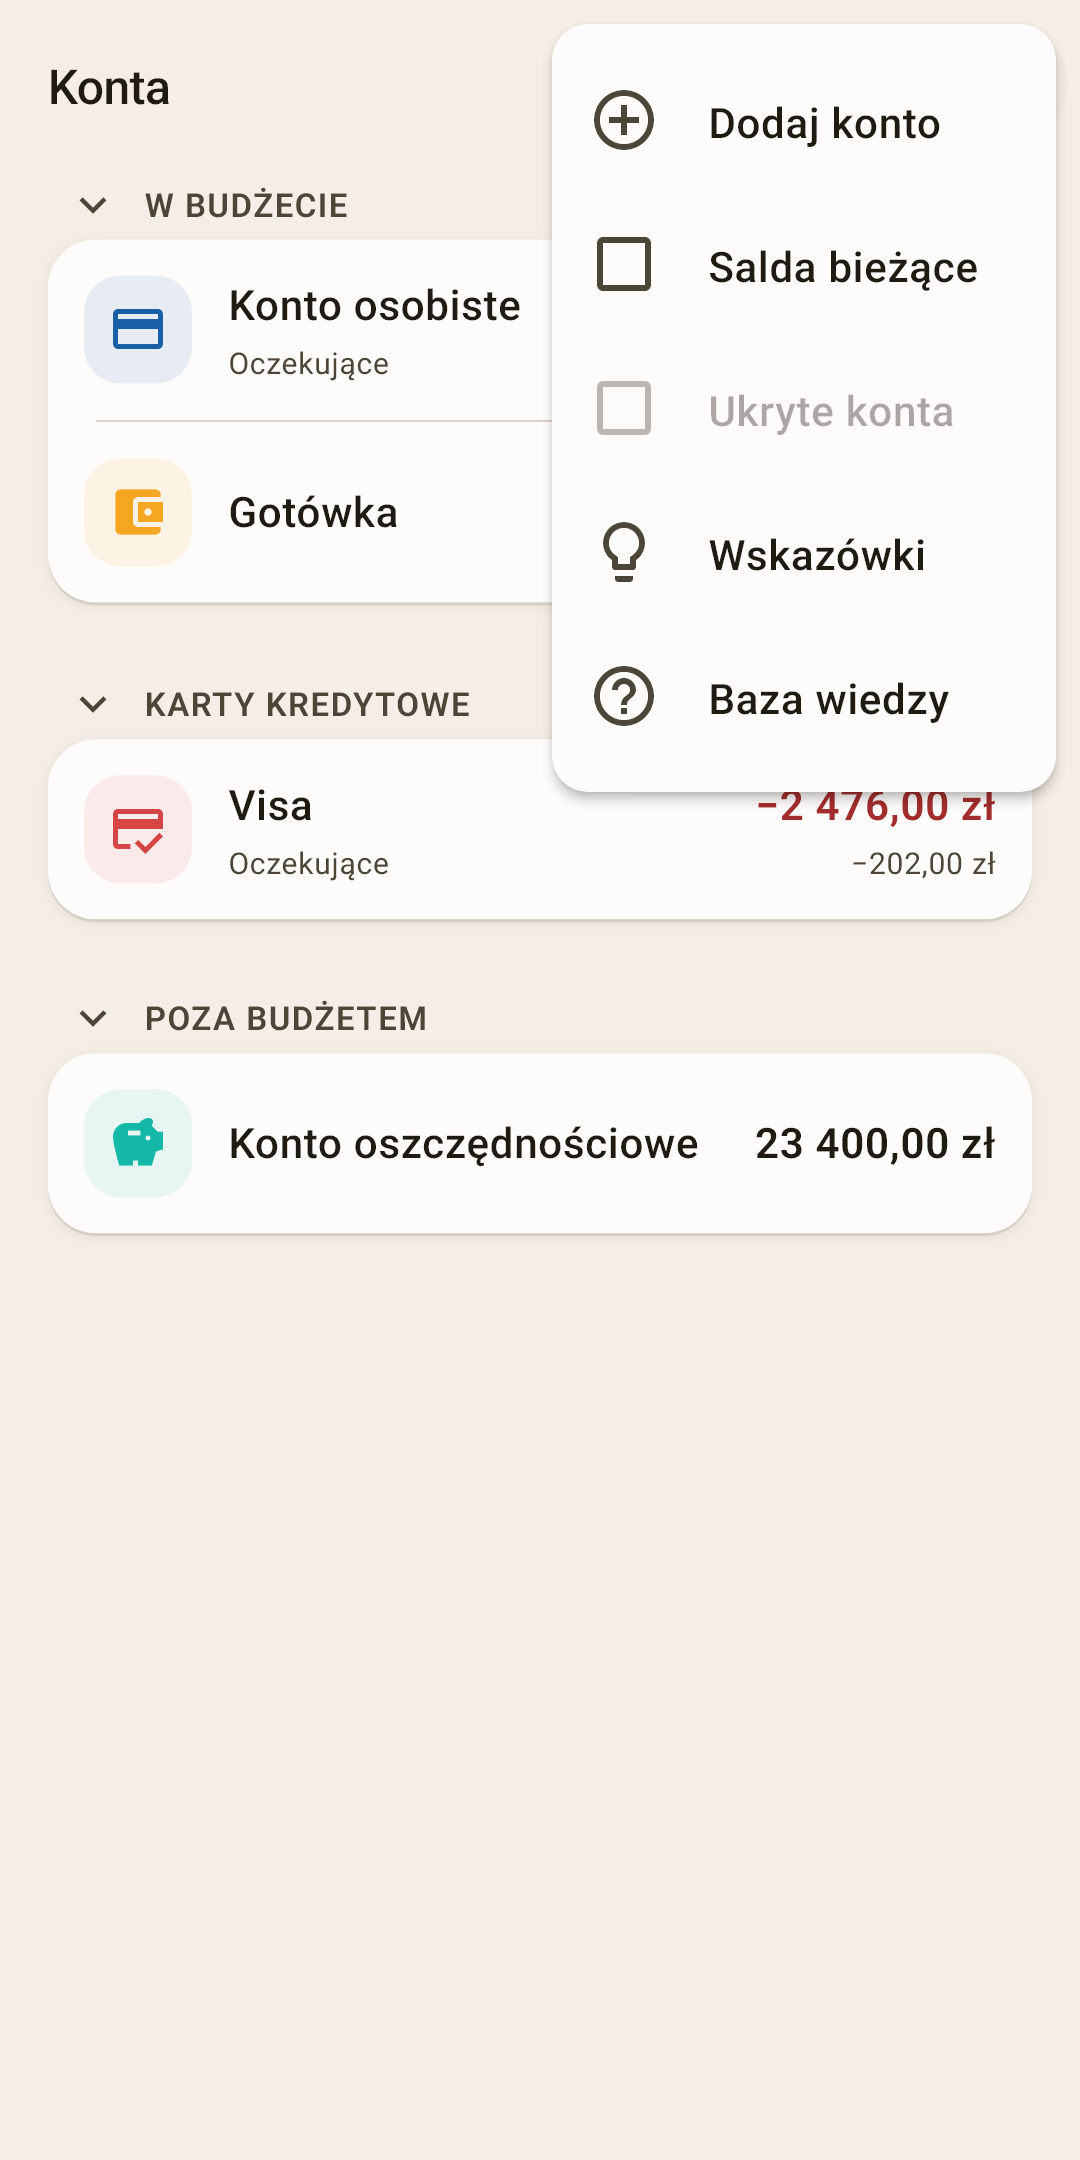 Konta
Dodaj konto
Salda bieżące
Ukryte konta
Wskazówki
Baza wiedzy
W BUDŻECIE
Konto osobiste
Oczekujące
Gotówka
KARTY KREDYTOWE
Visa
−2 476,00 zł
Oczekujące
−202,00 zł
POZA BUDŻETEM
Konto oszczędnościowe
23 400,00 zł